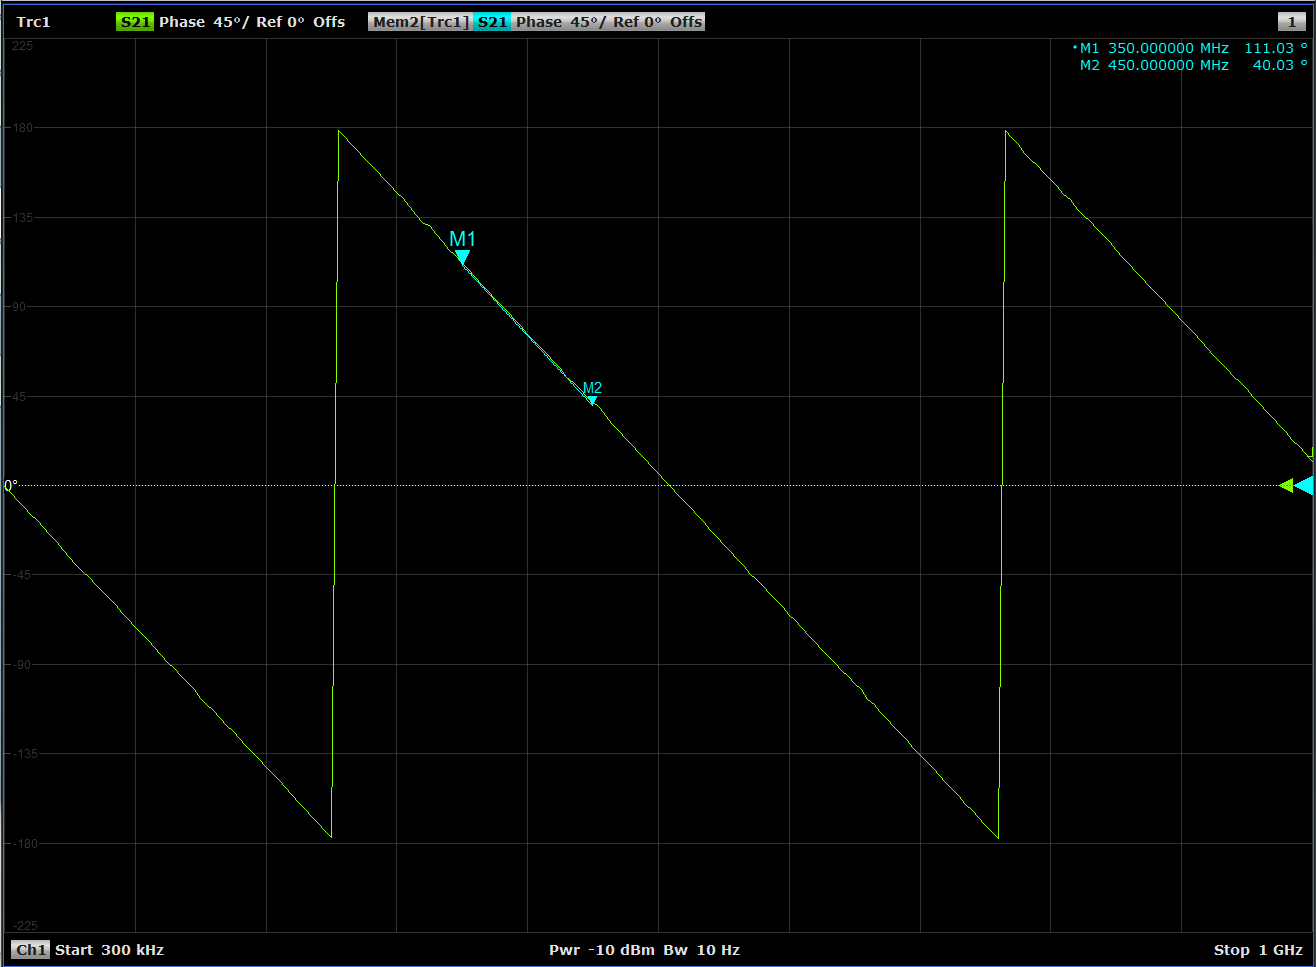 Trc1 S21 Phase 45°/ Ref 0° Offs Mem2[Trc1] S21 Phase 45°/ Ref 0° Offs 1
225
•M1 350.000000 MHz 111.03 °
M2 450.000000 MHz 40.03 °
180
135
M1
90
M2
45
0°
-45
-90
-135
-180
-225
Ch1 Start 300 kHz Pwr -10 dBm Bw 10 Hz Stop 1 GHz